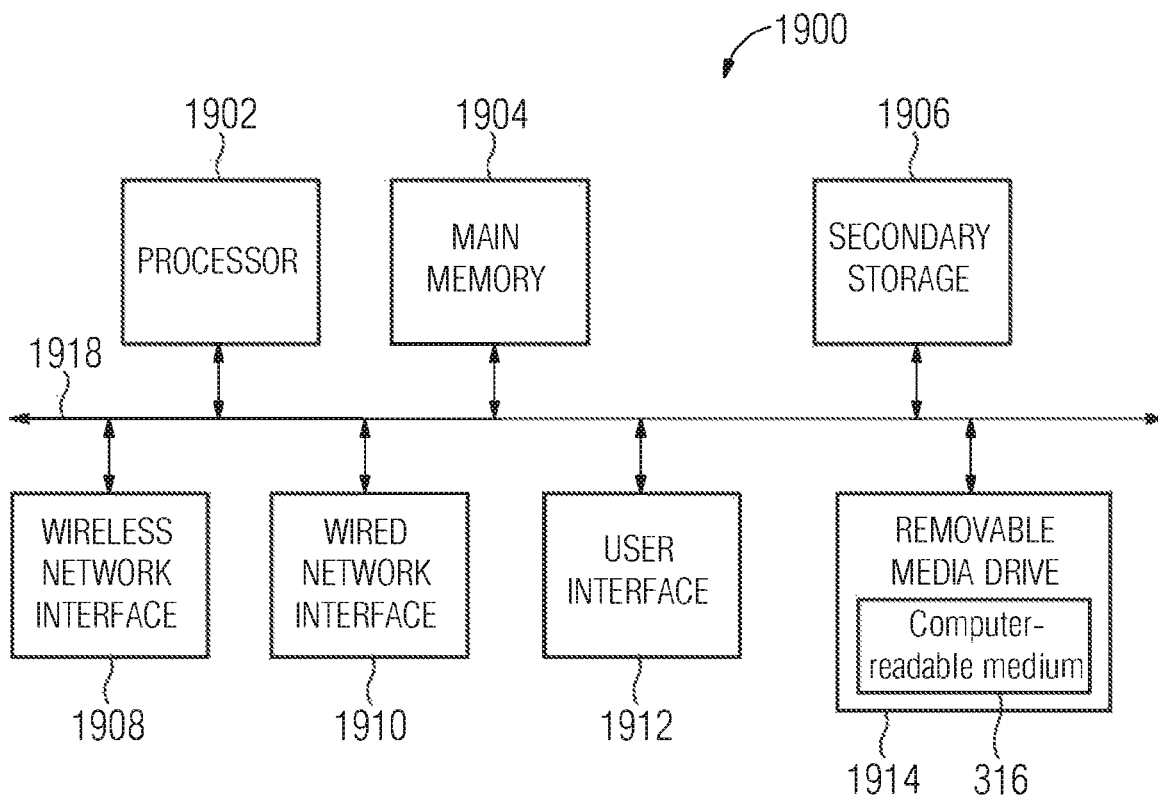 1900
1902
1904
1906
PROCESSOR
MAIN
MEMORY
SECONDARY
STORAGE
1918
WIRELESS
NETWORK
INTERFACE
WIRED
NETWORK
INTERFACE
USER
INTERFACE
REMOVABLE
MEDIA DRIVE
Computer-
readable medium
1908
1910
1912
1914
316